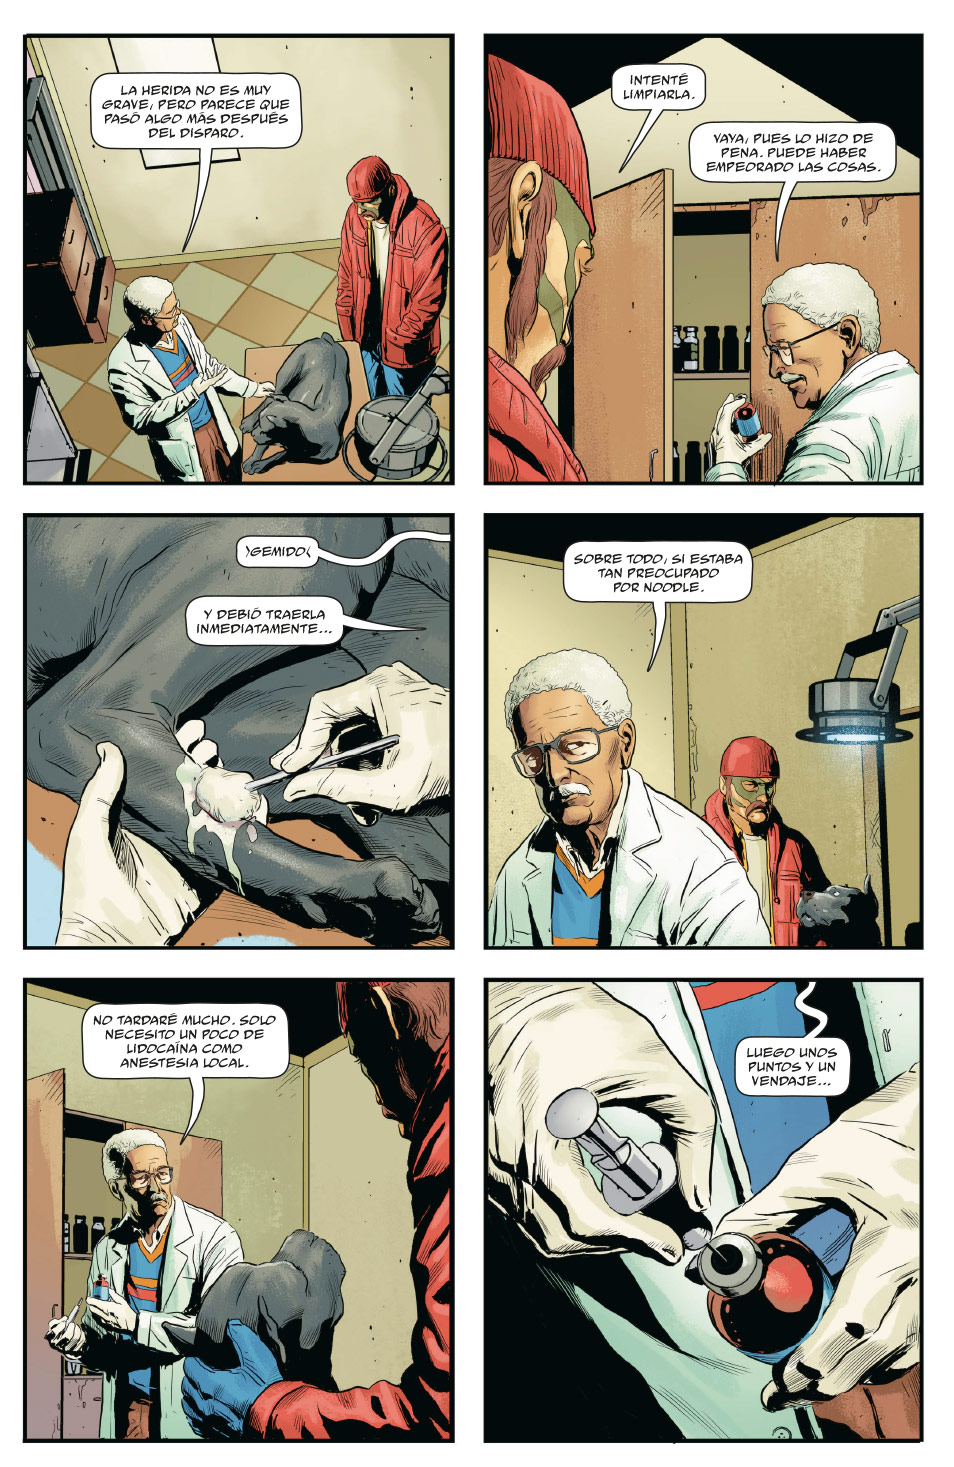 LA HERIDA NO ES MUY
GRAVE, PERO PARECE QUE
PASÓ ALGO MÁS DESPUÉS
DEL DISPARO.
INTENTÉ
LIMPIARLA.
VAYA, PUES LO HIZO DE
PENA. PUEDE HABER
EMPEORADO LAS COSAS.
>GEMIDO<
Y DEBIÓ TRAERLA
INMEDIATAMENTE...
SOBRE TODO, SI ESTABA
TAN PREOCUPADO
POR NOODLE.
NO TARDARÉ MUCHO. SOLO
NECESITO UN POCO DE
LIDOCAÍNA COMO
ANESTESIA LOCAL.
LUEGO UNOS
PUNTOS Y UN
VENDAJE...